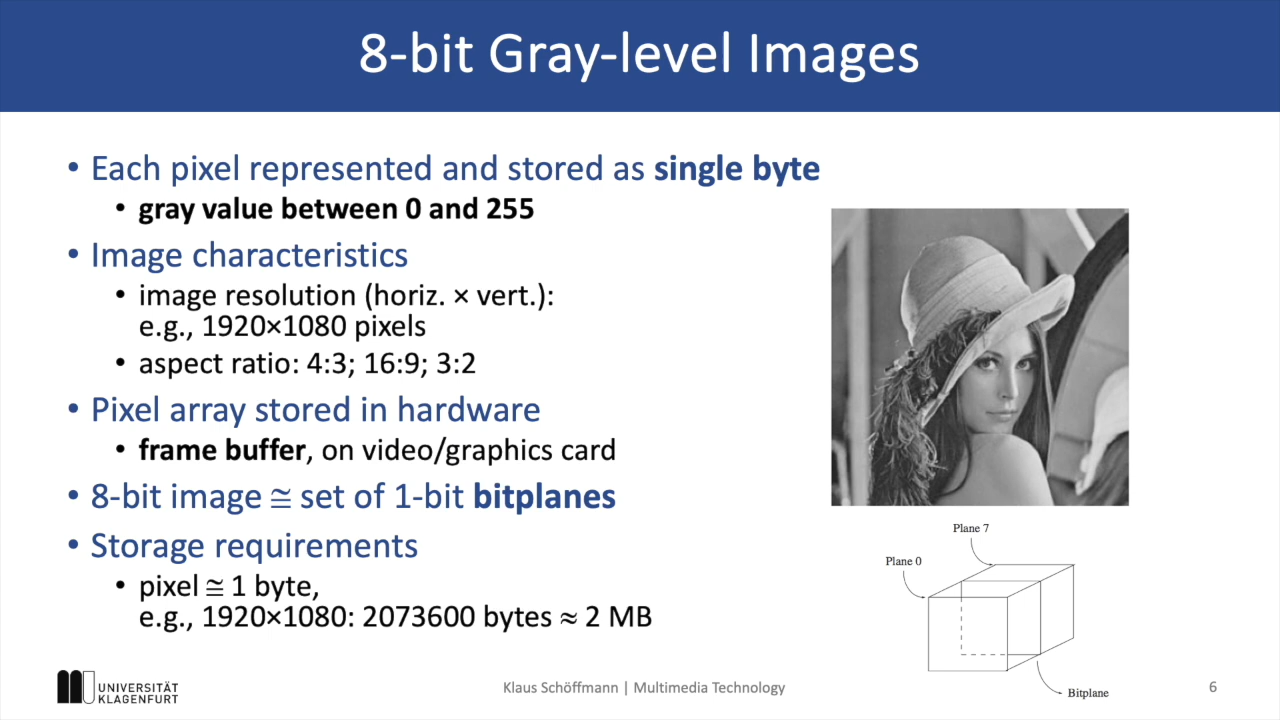 8-bit Gray-level Images
• Each pixel represented and stored as single byte
• gray value between 0 and 255
• Image characteristics
• image resolution (horiz. × vert.):
e.g., 1920×1080 pixels
• aspect ratio: 4:3; 16:9; 3:2
• Pixel array stored in hardware
• frame buffer, on video/graphics card
• 8-bit image ≅ set of 1-bit bitplanes
• Storage requirements
• pixel ≅ 1 byte,
e.g., 1920×1080: 2073600 bytes ≈ 2 MB
Plane 7
Plane 0
Bitplane
UNIVERSITÄT
KLAGENFURT
Klaus Schöffmann | Multimedia Technology
6